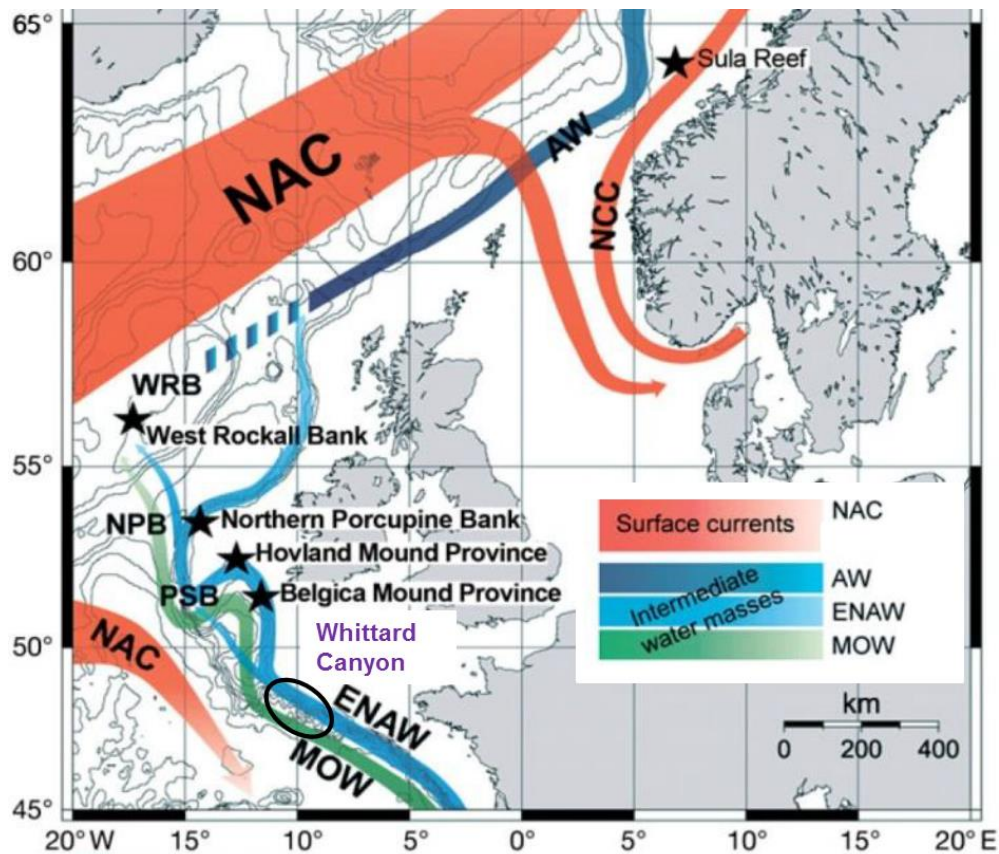 65°
Sula Reef
NAC
AW
NCC
60°
WRB
West Rockall Bank
55°
NPB
Northern Porcupine Bank
Hovland Mound Province
PSB
Belgica Mound Province
Surface currents
NAC
Intermediate
water masses
AW
ENAW
MOW
50°
NAC
Whittard
Canyon
ENAW
MOW
km
0 200 400
45°
20°W 15° 10° 5° 0° 5° 10° 15° 20°E